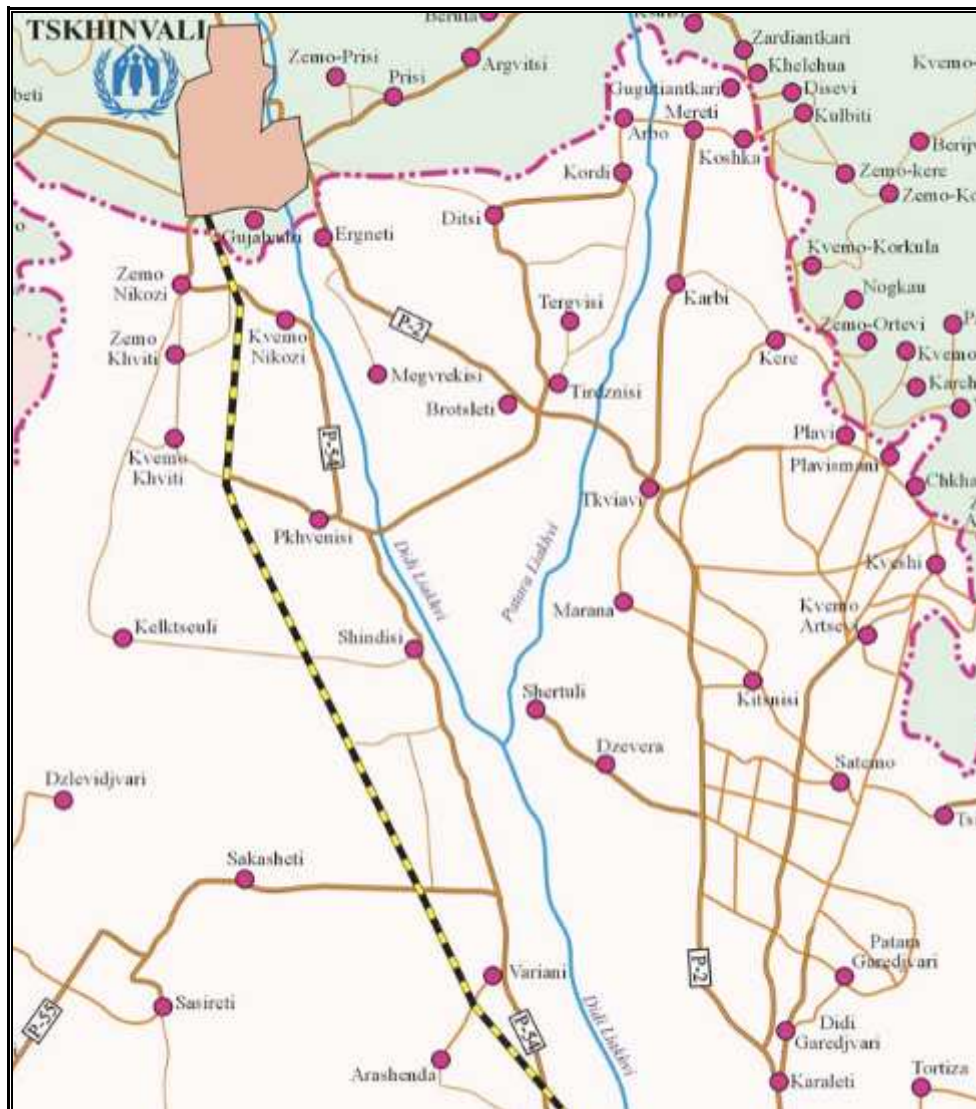 TSKHINVALI
Zemo-Prisi
Prisi
Argvitsi
Zardiantkari
Khelchua
Disevi
Kulbiti
Gugutiantkari
Mereti
Arbo
Koshka
Kordi
Zemo-kere
Ditsi
Ergneti
Kvemo-Korkula
Zemo
Nikozi
Karbi
Nogkau
Tergvisi
Zemo-Ortevi
Kvemo
Nikozi
Zemo
Khviti
Kere
P-2
Megvrekisi
Brotsleti
Tirdznisi
Plavi
Plavismani
Kvemo
Khviti
P-54
Tkviavi
Pkhvenisi
Didi Liakhvi
Patara Liakhvi
Kveshi
Marana
Kvemo
Artsevi
Kelktseuli
Shindisi
Kitsnisi
Shertuli
Dzevera
Satemo
Dzlevidjvari
Sakasheti
Variani
P-2
Patara
Garedjvari
Sasireti
P-55
Didi Liakhvi
Didi
Garedjvari
P-54
Arashenda
Karaleti
Tortiza